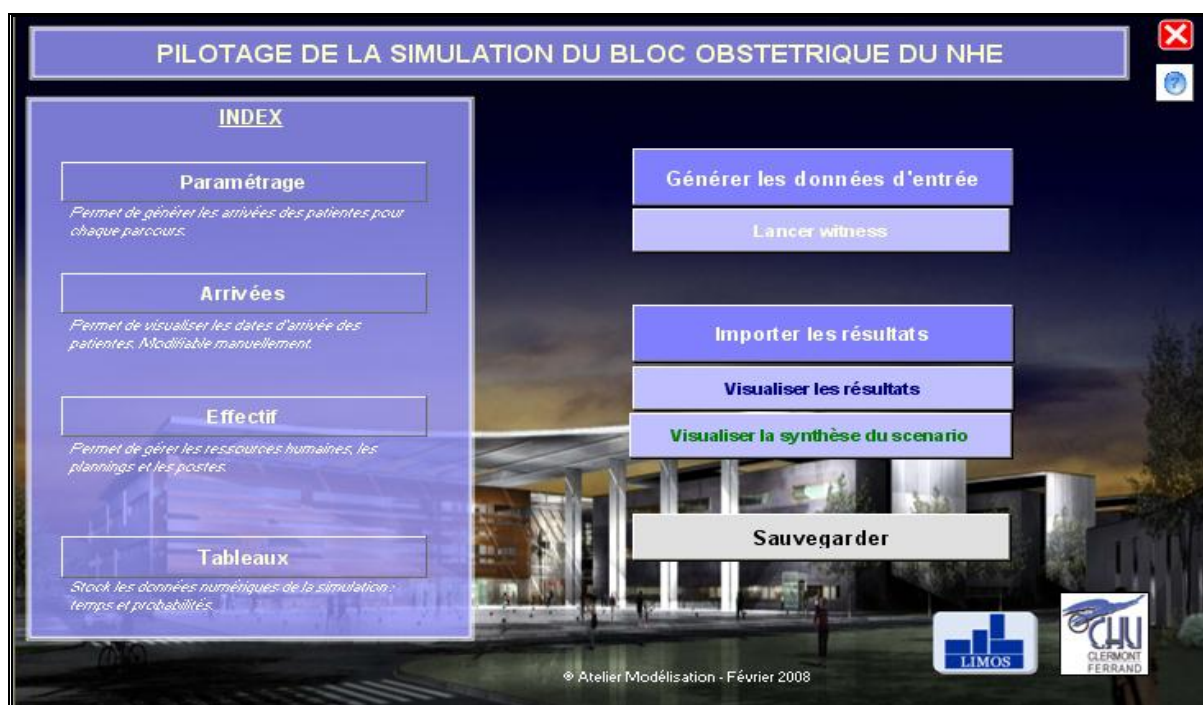 PILOTAGE DE LA SIMULATION DU BLOC OBSTETRIQUE DU NHE
INDEX
Paramétrage
Permet de générer les arrivées des patientes pour
chaque parcours.
Arrivées
Permet de visualiser les dates d'arrivée des
patientes. Modifiable manuellement.
Effectif
Permet de gérer les ressources humaines, les
plannings et les postes.
Tableaux
Stock les données numériques de la simulation :
temps et probabilités.
Générer les données d'entrée
Lancer witness
Importer les résultats
Visualiser les résultats
Visualiser la synthèse du scenario
Sauvegarder
LIMOS
CHU
CLERMONT
FERRAND
® Atelier Modélisation - Février 2008